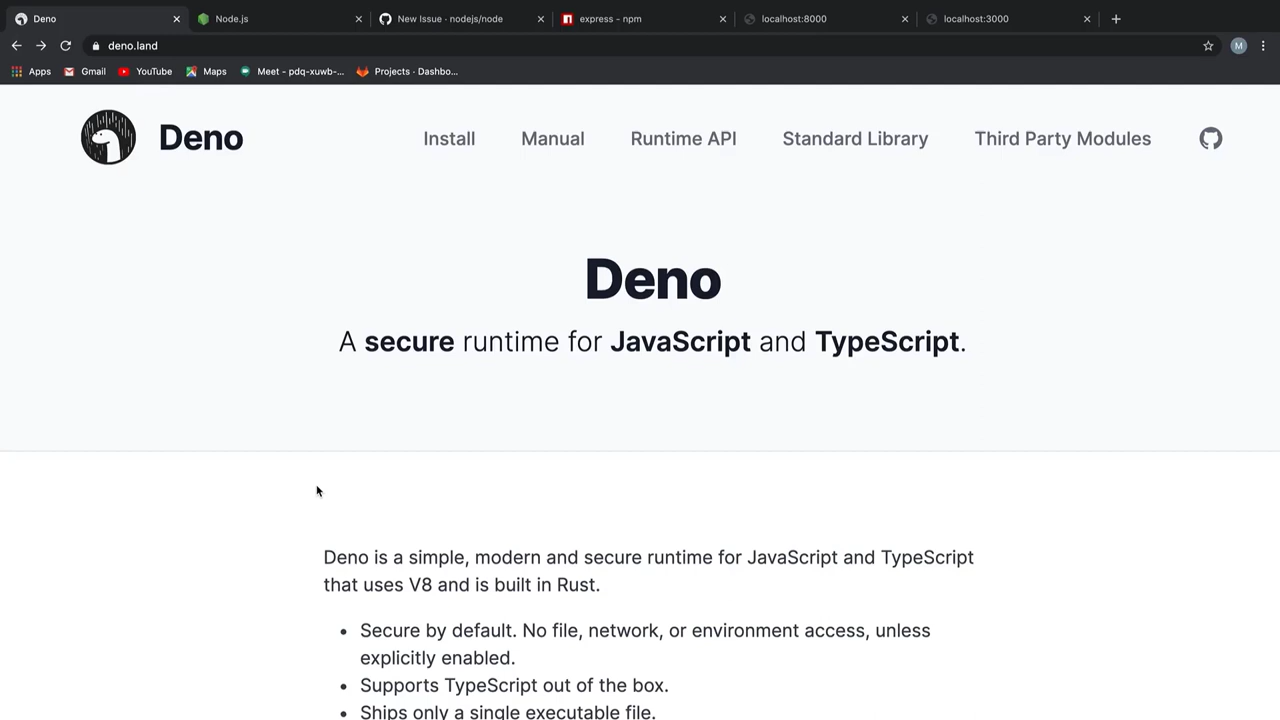 Deno
Node.js
New Issue · nodejs/node
express - npm
localhost:8000
localhost:3000
deno.land
M
Apps
Gmail
YouTube
Maps
Meet - pdq-xuwb-...
Projects · Dashbo...
Deno
Install
Manual
Runtime API
Standard Library
Third Party Modules
Deno
A secure runtime for JavaScript and TypeScript.
Deno is a simple, modern and secure runtime for JavaScript and TypeScript
that uses V8 and is built in Rust.
• Secure by default. No file, network, or environment access, unless
explicitly enabled.
• Supports TypeScript out of the box.
• Ships only a single executable file.